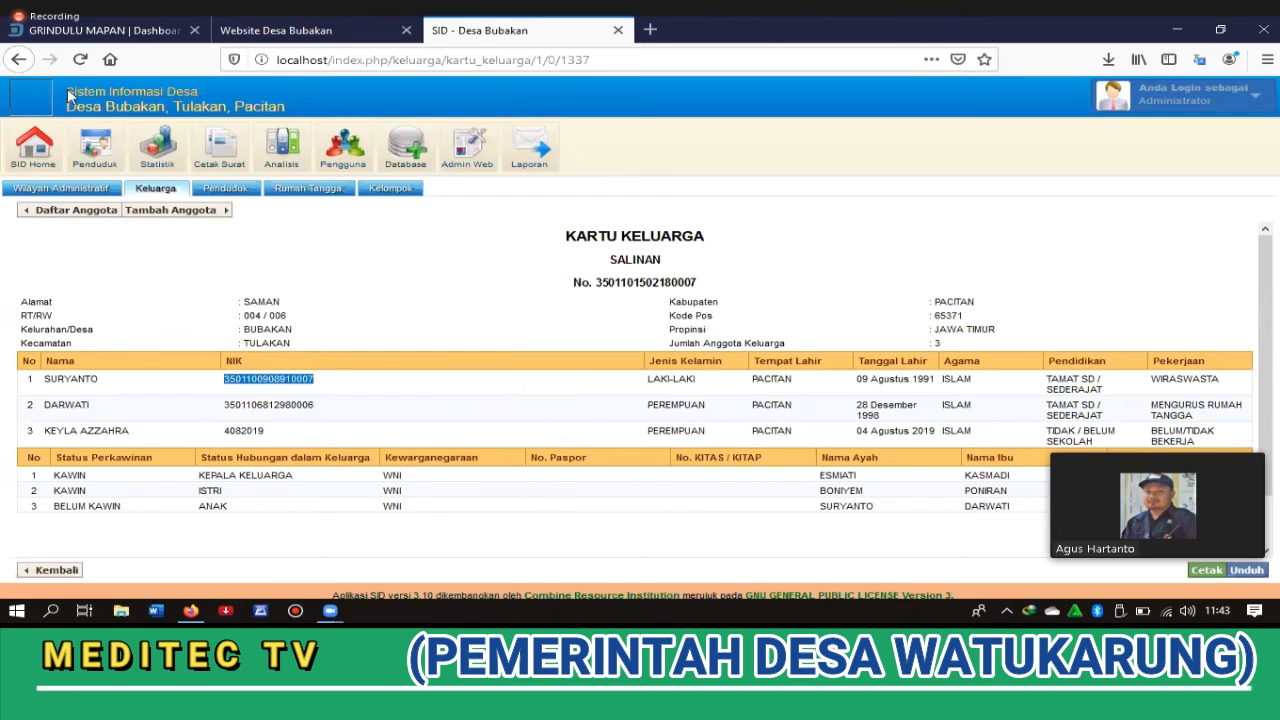 Recording
GRINDULU MAPAN | Dashboar
Website Desa Bubakan
SID - Desa Bubakan
localhost/index.php/keluarga/kartu_keluarga/1/0/1337
Sistem Informasi Desa
Desa Bubakan, Tulakan, Pacitan
Anda Login sebagai
Administrator
SID Home Penduduk Statistik Cetak Surat Analisis Pengguna Database Admin Web Laporan
Wilayah Administratif Keluarga Penduduk Rumah Tangga Kelompok
Daftar Anggota Tambah Anggota
KARTU KELUARGA
SALINAN
No. 3501101502180007
Alamat : SAMAN Kabupaten : PACITAN
RT/RW : 004 / 006 Kode Pos : 65371
Kelurahan/Desa : BUBAKAN Propinsi : JAWA TIMUR
Kecamatan : TULAKAN Jumlah Anggota Keluarga : 3
No Nama NIK Jenis Kelamin Tempat Lahir Tanggal Lahir Agama Pendidikan Pekerjaan
1 SURYANTO 3501100908910007 LAKI-LAKI PACITAN 09 Agustus 1991 ISLAM TAMAT SD / SEDERAJAT WIRASWASTA
2 DARWATI 3501106812980006 PEREMPUAN PACITAN 28 Desember 1998 ISLAM TAMAT SD / SEDERAJAT MENGURUS RUMAH TANGGA
3 KEYLA AZZAHRA 4082019 PEREMPUAN PACITAN 04 Agustus 2019 ISLAM TIDAK / BELUM SEKOLAH BELUM/TIDAK BEKERJA
No Status Perkawinan Status Hubungan dalam Keluarga Kewarganegaraan No. Paspor No. KITAS / KITAP Nama Ayah Nama Ibu
1 KAWIN KEPALA KELUARGA WNI ESMIATI KASMADI
2 KAWIN ISTRI WNI BONIYEM PONIRAN
3 BELUM KAWIN ANAK WNI SURYANTO DARWATI
Agus Hartanto
Kembali
Cetak Unduh
Aplikasi SID versi 3.10 dikembangkan oleh Combine Resource Institution merujuk pada GNU GENERAL PUBLIC LICENSE Version 3.
11:43
MEDITEC TV
(PEMERINTAH DESA WATUKARUNG)